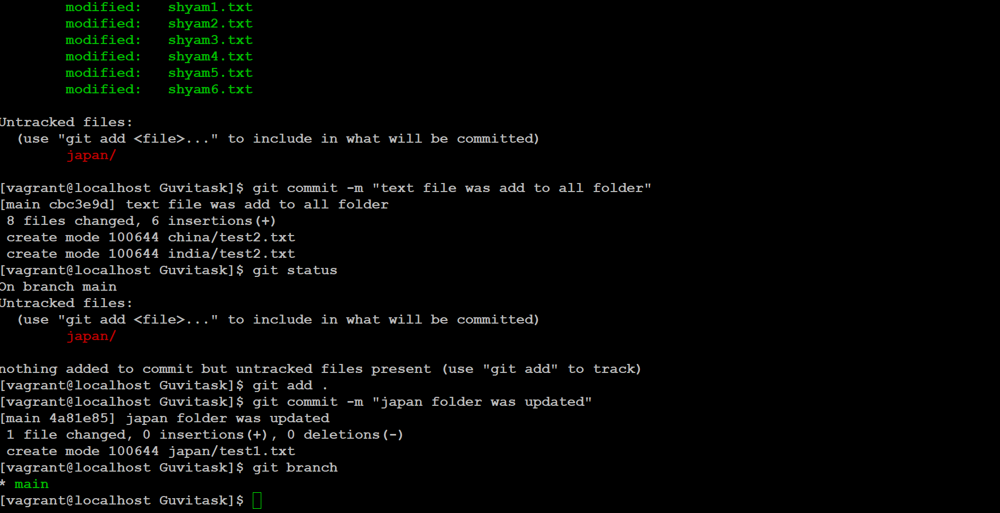 modified:   shyam1.txt
modified:   shyam2.txt
modified:   shyam3.txt
modified:   shyam4.txt
modified:   shyam5.txt
modified:   shyam6.txt
Untracked files:
(use "git add <file>..." to include in what will be committed)
japan/
[vagrant@localhost Guvitask]$ git commit -m "text file was add to all folder"
[main cbc3e9d] text file was add to all folder
8 files changed, 6 insertions(+)
create mode 100644 china/test2.txt
create mode 100644 india/test2.txt
[vagrant@localhost Guvitask]$ git status
On branch main
Untracked files:
(use "git add <file>..." to include in what will be committed)
japan/
nothing added to commit but untracked files present (use "git add" to track)
[vagrant@localhost Guvitask]$ git add .
[vagrant@localhost Guvitask]$ git commit -m "japan folder was updated"
[main 4a81e85] japan folder was updated
1 file changed, 0 insertions(+), 0 deletions(-)
create mode 100644 japan/test1.txt
[vagrant@localhost Guvitask]$ git branch
* main
[vagrant@localhost Guvitask]$